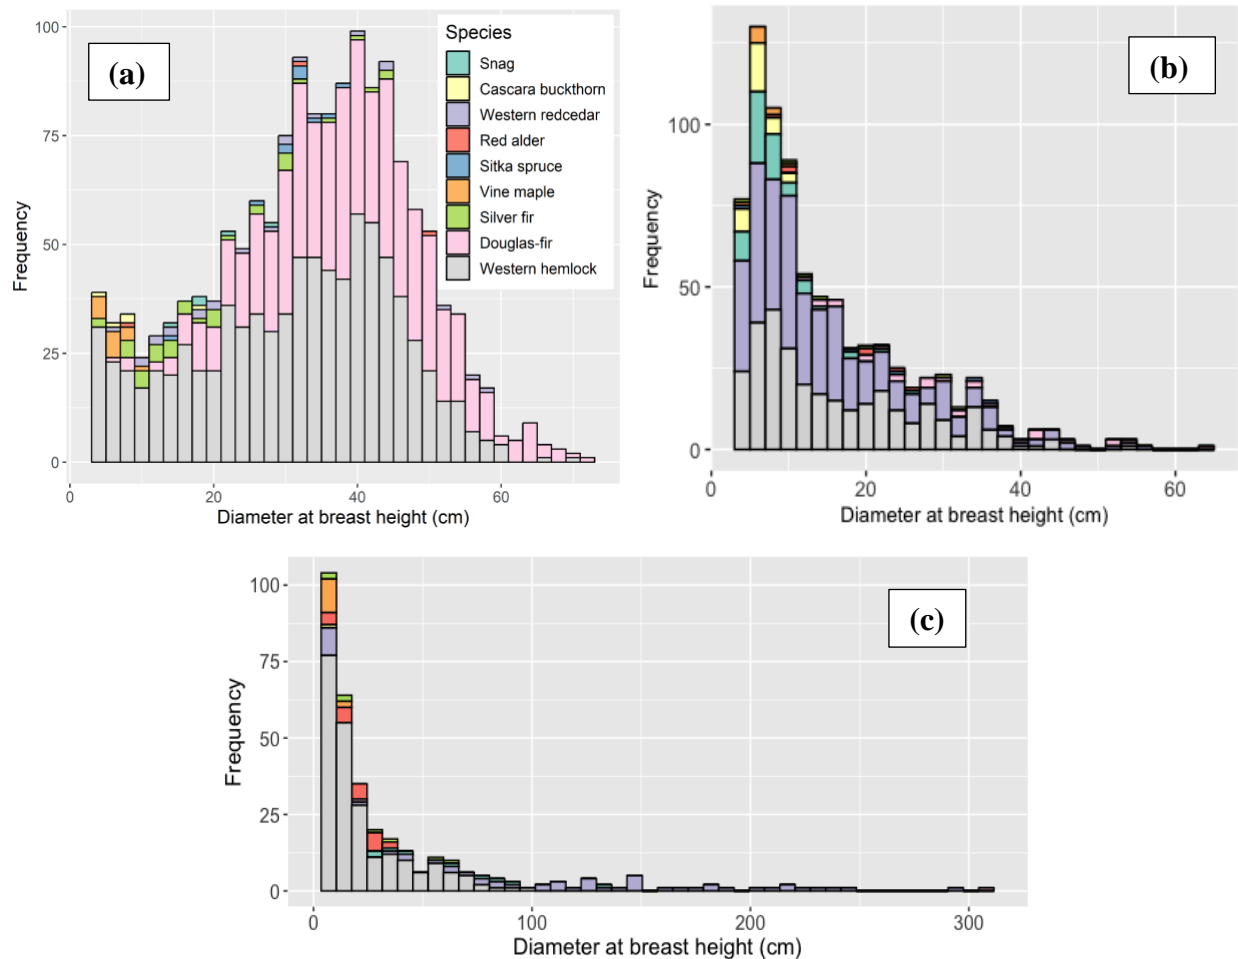 (a)
Species
Snag
Cascara buckthorn
Western redcedar
Red alder
Sitka spruce
Vine maple
Silver fir
Douglas-fir
Western hemlock
Frequency
100
75
50
25
0
0
20
40
60
Diameter at breast height (cm)
(b)
Frequency
100
50
0
0
20
40
60
Diameter at breast height (cm)
(c)
Frequency
100
75
50
25
0
0
100
200
300
Diameter at breast height (cm)